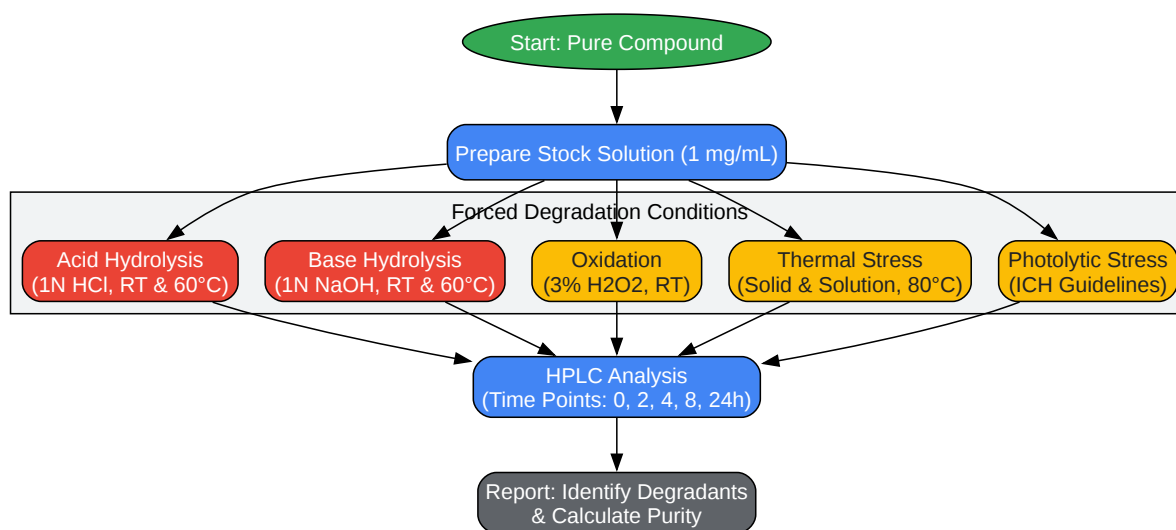 Start: Pure Compound
Prepare Stock Solution (1 mg/mL)
Forced Degradation Conditions
Acid Hydrolysis
(1N HCl, RT & 60°C)
Base Hydrolysis
(1N NaOH, RT & 60°C)
Oxidation
(3% H2O2, RT)
Thermal Stress
(Solid & Solution, 80°C)
Photolytic Stress
(ICH Guidelines)
HPLC Analysis
(Time Points: 0, 2, 4, 8, 24h)
Report: Identify Degradants
& Calculate Purity